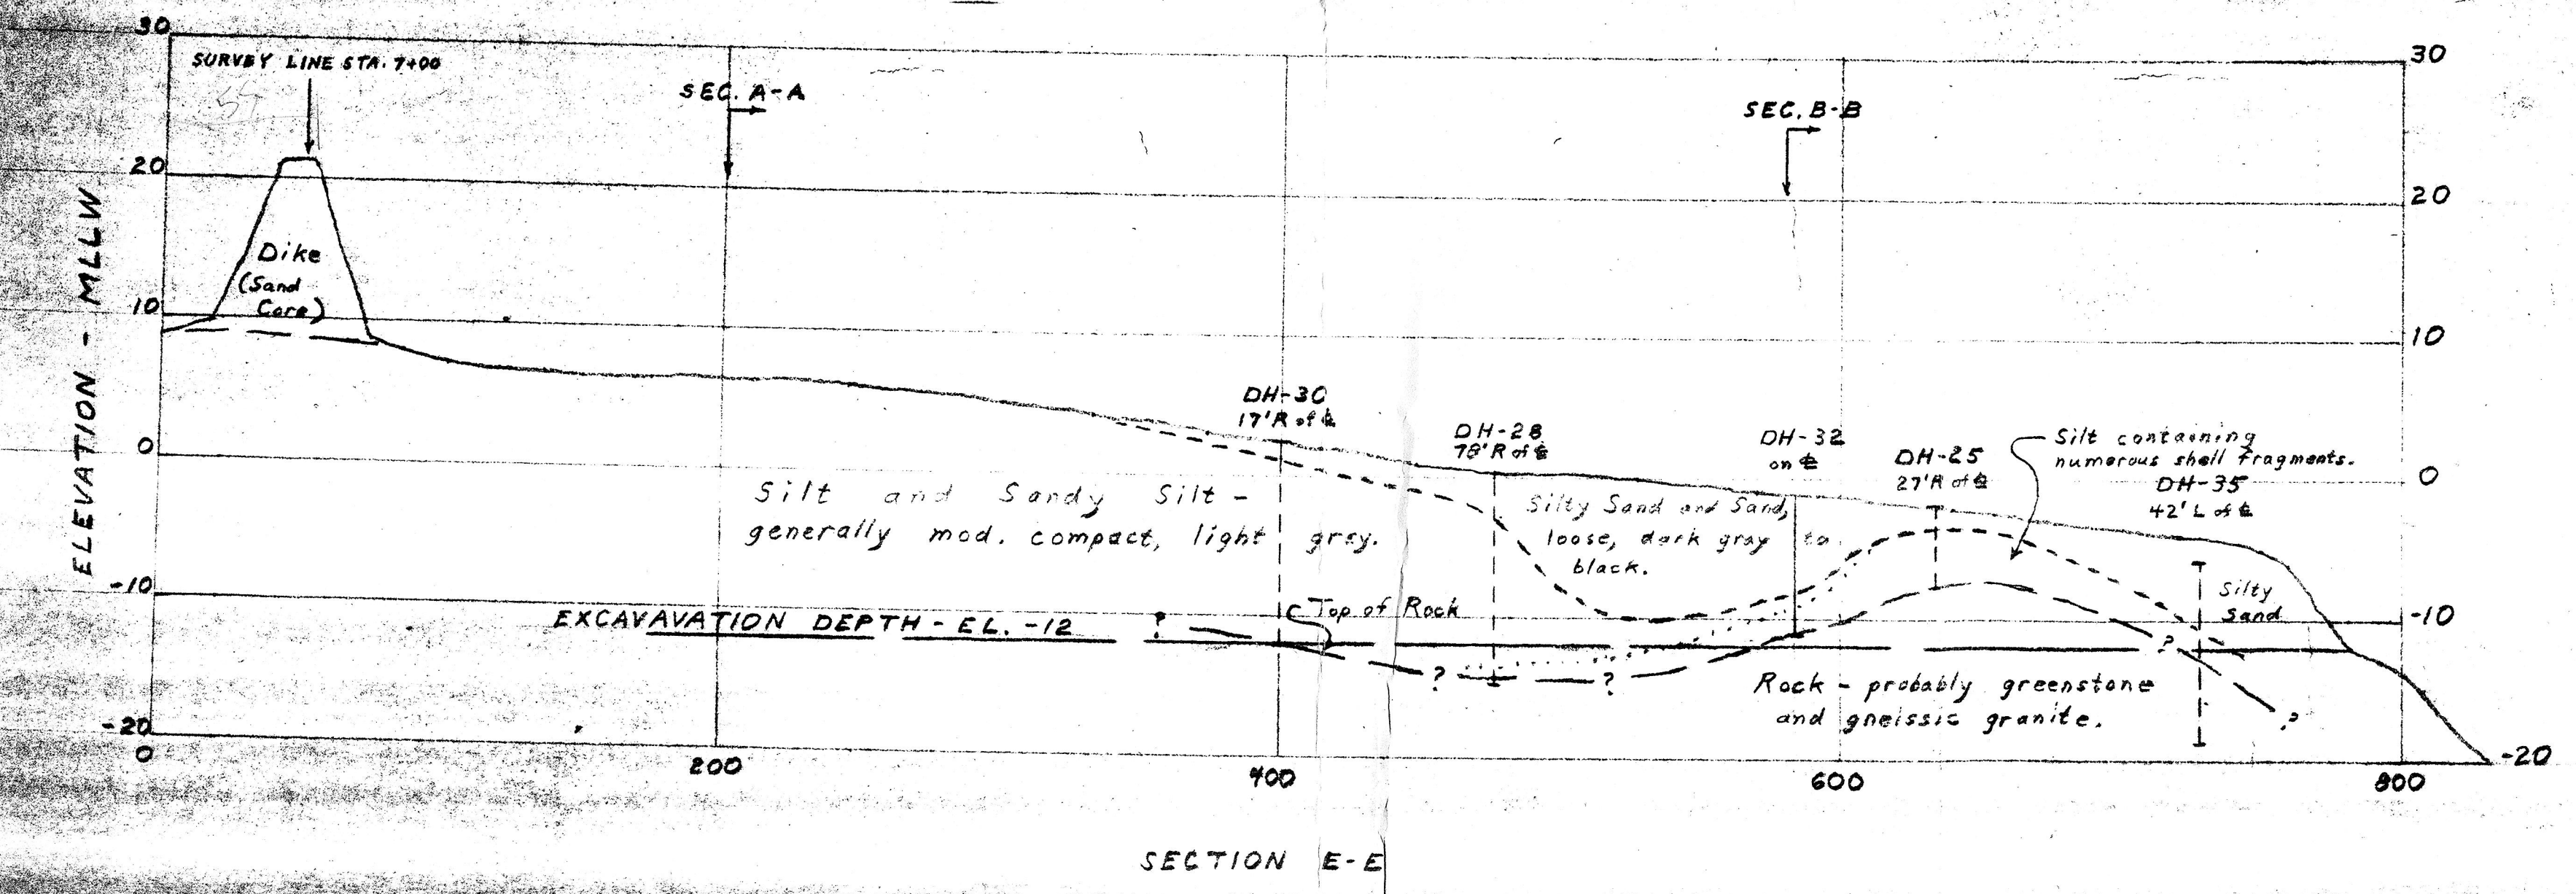 30
30
SURVEY LINE STA. 7+00
SEC. A-A
SEC. B-B
20
20
ELEVATION - MLLW
Dike
(Sand
Core)
10
10
DH-30
17'R of ℄
DH-28
78'R of ℄
DH-32
on ℄
DH-25
27'R of ℄
Silt containing
numerous shell fragments.
DH-35
42' L of ℄
0
0
Silt and Sandy Silt -
generally mod. compact, light gray.
Silty Sand and Sand,
loose, dark gray to
black.
-10
-10
Silty
Sand
EXCAVAVATION DEPTH - EL. -12
?
Top of Rock
?
?
?
?
Rock - probably greenstone
and gneissic granite.
-20
-20
0
200
400
600
800
SECTION E-E